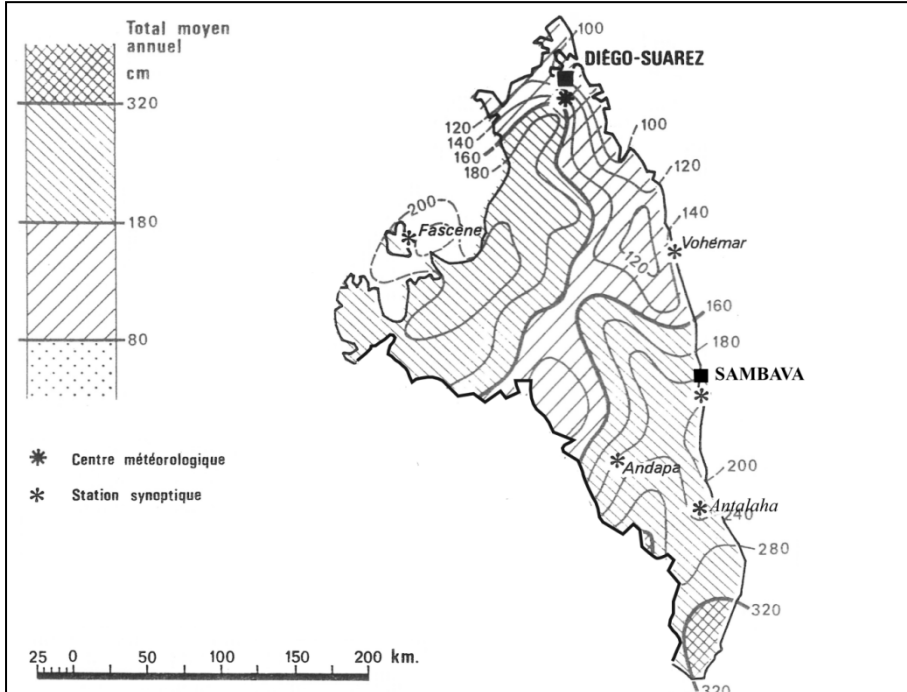 Total moyen
annuel
cm
320
180
80
Centre météorologique
Station synoptique
25 0 25 50 75 100 150 200 km.
100
DIÉGO-SUAREZ
120
140
160
180
100
120
140
200
Fascène
Vohémar
120
160
180
SAMBAVA
Andapa
200
Antalaha
240
280
320
320